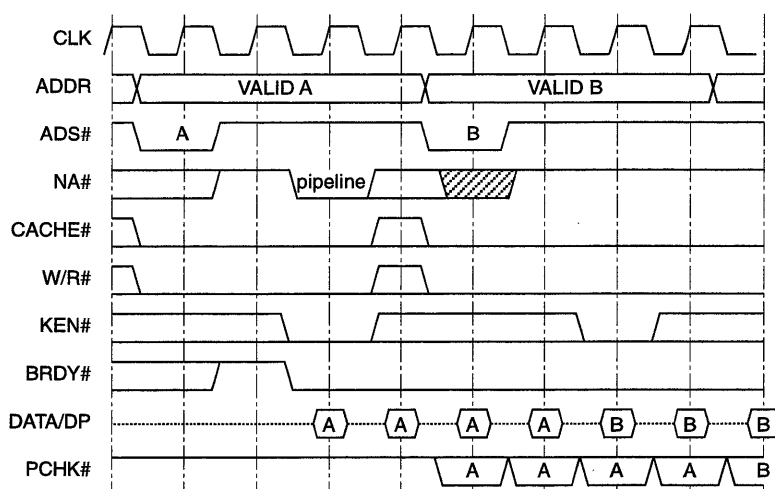 CLK
ADDR VALID A VALID B
ADS# A B
NA# pipeline
CACHE#
W/R#
KEN#
BRDY#
DATA/DP A A A A B B B
PCHK# A A A A B